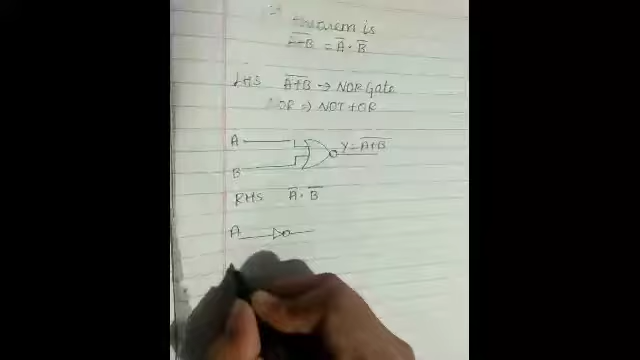 theorem is
A+B̅ = A̅ · B̅
LHS A̅+̅B̅ → NOR Gate
NOR ⇒ NOT + OR
A
Y = A̅+̅B̅
B
RHS A̅ · B̅
A